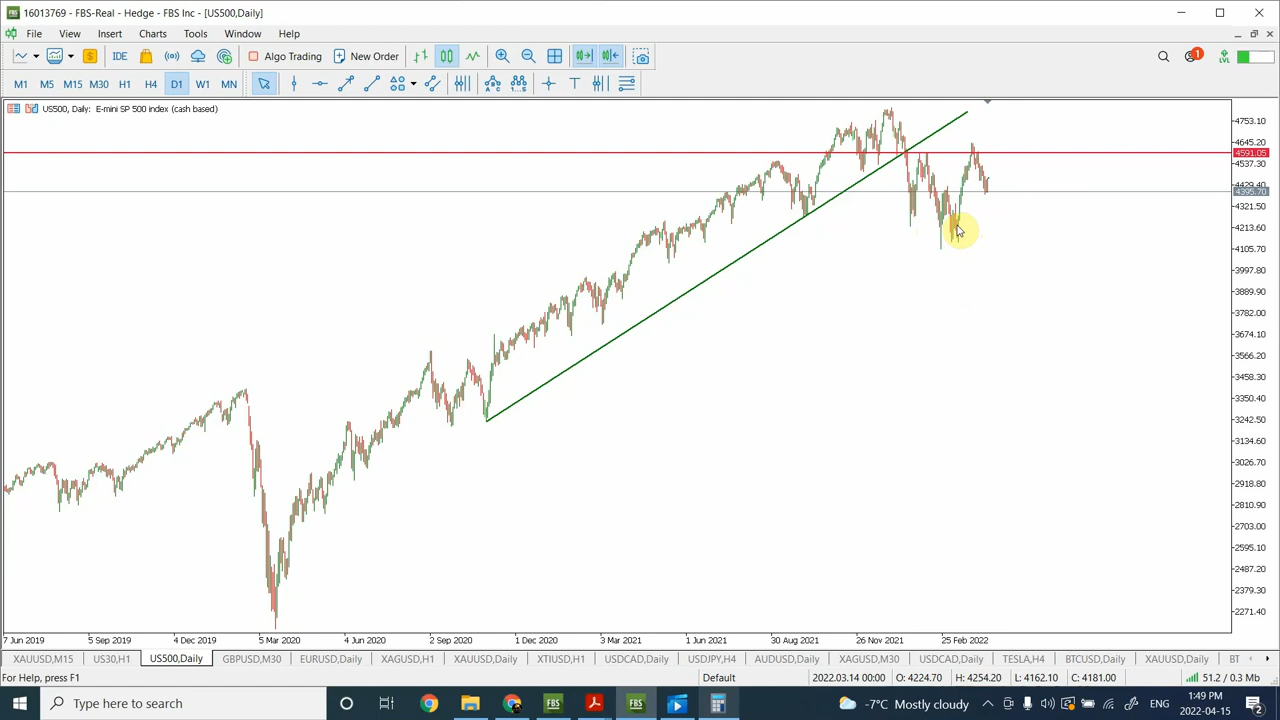 16013769 - FBS-Real - Hedge - FBS Inc - [US500,Daily]
File View Insert Charts Tools Window Help
IDE Algo Trading New Order 1
M1 M5 M15 M30 H1 H4 D1 W1 MN
US500, Daily: E-mini SP 500 index (cash based)
4753.10
4645.20
4591.05
4537.30
4429.40
4395.70
4321.50
4213.60
4105.70
3997.80
3889.90
3782.00
3674.10
3566.20
3458.30
3350.40
3242.50
3134.60
3026.70
2918.80
2810.90
2703.00
2595.10
2487.20
2379.30
2271.40
7 Jun 2019 5 Sep 2019 4 Dec 2019 5 Mar 2020 4 Jun 2020 2 Sep 2020 1 Dec 2020 3 Mar 2021 1 Jun 2021 30 Aug 2021 26 Nov 2021 25 Feb 2022
XAUUSD,M15 US30,H1 US500,Daily GBPUSD,M30 EURUSD,Daily XAGUSD,H1 XAUUSD,Daily XTIUSD,H1 USDCAD,Daily USDJPY,H4 AUDUSD,Daily XAGUSD,M30 USDCAD,Daily TESLA,H4 BTCUSD,Daily XAUUSD,Daily BT
For Help, press F1 Default 2022.03.14 00:00 O: 4224.70 H: 4254.20 L: 4162.10 C: 4181.00 51.2 / 0.3 Mb
Type here to search FBS FBS -7°C Mostly cloudy ENG 1:49 PM 2022-04-15 2